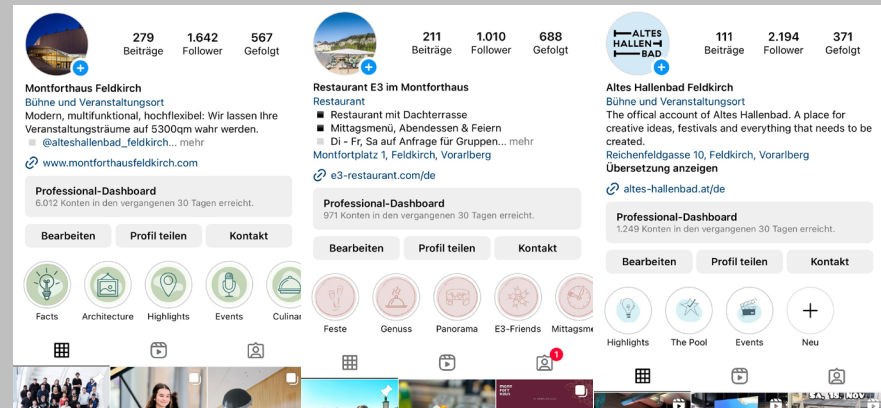 279 1.642 567
Beiträge Follower Gefolgt
Montforthaus Feldkirch
Bühne und Veranstaltungsort
Modern, multifunktional, hochflexibel: Wir lassen Ihre
Veranstaltungsträume auf 5300qm wahr werden.
@alteshallenbad_feldkirch... mehr
www.montforthausfeldkirch.com
Professional-Dashboard
6.012 Konten in den vergangenen 30 Tagen erreicht.
Bearbeiten Profil teilen Kontakt
Facts Architecture Highlights Events Culinar
211 1.010 688
Beiträge Follower Gefolgt
Restaurant E3 im Montforthaus
Restaurant
Restaurant mit Dachterrasse
Mittagsmenü, Abendessen & Feiern
Di - Fr, Sa auf Anfrage für Gruppen... mehr
Montfortplatz 1, Feldkirch, Vorarlberg
e3-restaurant.com/de
Professional-Dashboard
971 Konten in den vergangenen 30 Tagen erreicht.
Bearbeiten Profil teilen Kontakt
Feste Genuss Panorama E3-Friends Mittagsme
1
MONT
FORT
HAUS
ALTES
HALLEN
BAD
111 2.194 371
Beiträge Follower Gefolgt
Altes Hallenbad Feldkirch
Bühne und Veranstaltungsort
The offical account of Altes Hallenbad. A place for
creative ideas, festivals and everything that needs to be
created.
Reichenfeldgasse 10, Feldkirch, Vorarlberg
Übersetzung anzeigen
altes-hallenbad.at/de
Professional-Dashboard
1.249 Konten in den vergangenen 30 Tagen erreicht.
Bearbeiten Profil teilen Kontakt
Highlights The Pool Events Neu
SA. 18. NOV